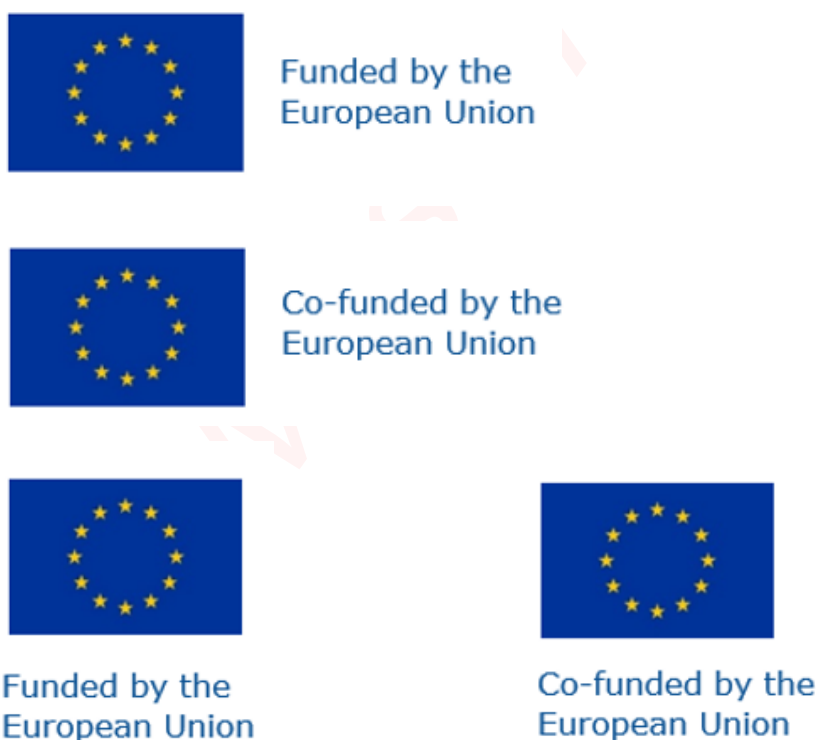 Funded by the
European Union
Co-funded by the
European Union
Funded by the
European Union
Co-funded by the
European Union